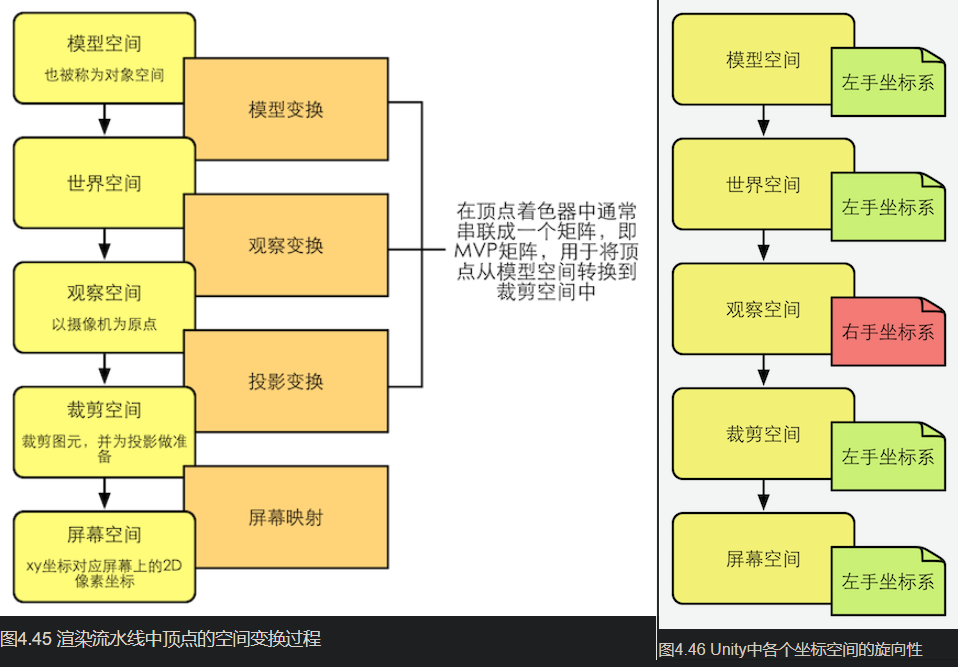 模型空间
也被称为对象空间
模型变换
世界空间
观察变换
观察空间
以摄像机为原点
投影变换
裁剪空间
裁剪图元，并为投影做准
备
屏幕映射
屏幕空间
xy坐标对应屏幕上的2D
像素坐标
在顶点着色器中通常
串联成一个矩阵，即
MVP矩阵，用于将顶
点从模型空间转换到
裁剪空间中
图4.45 渲染流水线中顶点的空间变换过程
模型空间
左手坐标系
世界空间
左手坐标系
观察空间
右手坐标系
裁剪空间
左手坐标系
屏幕空间
左手坐标系
图4.46 Unity中各个坐标空间的旋向性